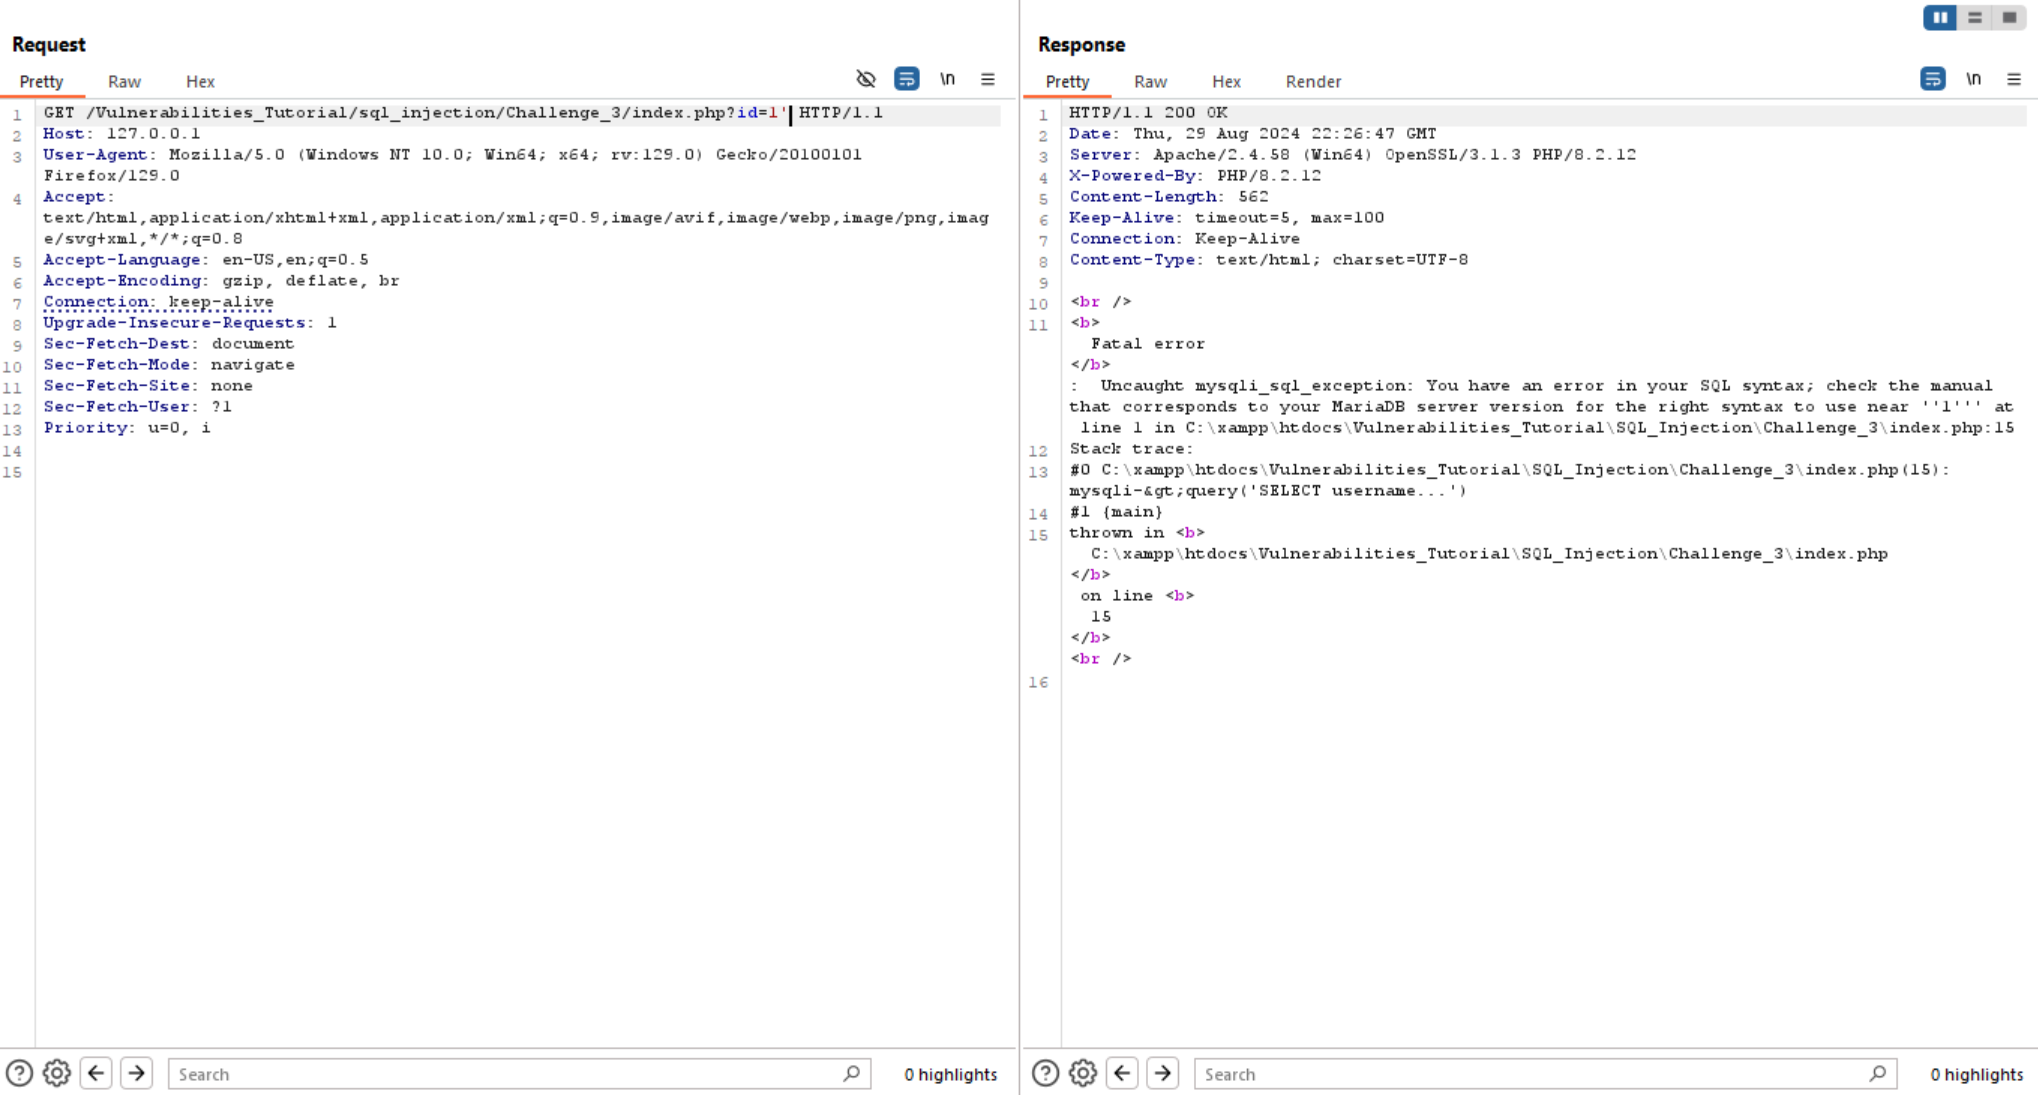 Request
Pretty Raw Hex \n
1 GET /Vulnerabilities_Tutorial/sql_injection/Challenge_3/index.php?id=1' HTTP/1.1
2 Host: 127.0.0.1
3 User-Agent: Mozilla/5.0 (Windows NT 10.0; Win64; x64; rv:129.0) Gecko/20100101
Firefox/129.0
4 Accept:
text/html,application/xhtml+xml,application/xml;q=0.9,image/avif,image/webp,image/png,imag
e/svg+xml,*/*;q=0.8
5 Accept-Language: en-US,en;q=0.5
6 Accept-Encoding: gzip, deflate, br
7 Connection: keep-alive
8 Upgrade-Insecure-Requests: 1
9 Sec-Fetch-Dest: document
10 Sec-Fetch-Mode: navigate
11 Sec-Fetch-Site: none
12 Sec-Fetch-User: ?1
13 Priority: u=0, i
14
15
Search 0 highlights
Response
Pretty Raw Hex Render \n
1 HTTP/1.1 200 OK
2 Date: Thu, 29 Aug 2024 22:26:47 GMT
3 Server: Apache/2.4.58 (Win64) OpenSSL/3.1.3 PHP/8.2.12
4 X-Powered-By: PHP/8.2.12
5 Content-Length: 562
6 Keep-Alive: timeout=5, max=100
7 Connection: Keep-Alive
8 Content-Type: text/html; charset=UTF-8
9
10 <br />
11 <b>
Fatal error
</b>
: Uncaught mysqli_sql_exception: You have an error in your SQL syntax; check the manual
that corresponds to your MariaDB server version for the right syntax to use near ''1''' at
line 1 in C:\xampp\htdocs\Vulnerabilities_Tutorial\SQL_Injection\Challenge_3\index.php:15
12 Stack trace:
13 #0 C:\xampp\htdocs\Vulnerabilities_Tutorial\SQL_Injection\Challenge_3\index.php(15):
mysqli-&gt;query('SELECT username...')
14 #1 {main}
15 thrown in <b>
C:\xampp\htdocs\Vulnerabilities_Tutorial\SQL_Injection\Challenge_3\index.php
</b>
on line <b>
15
</b>
<br />
16
Search 0 highlights